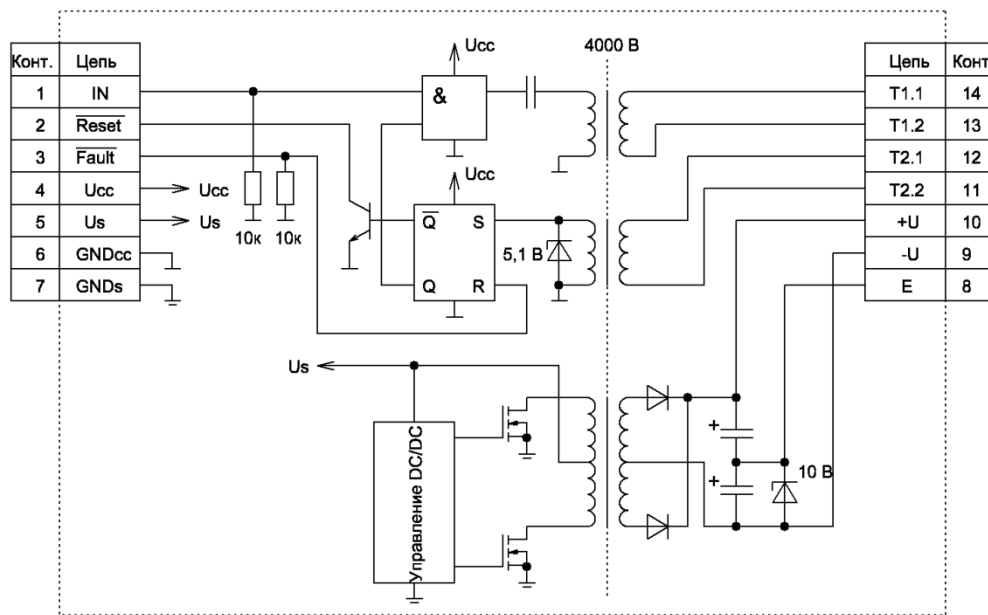 4000 В
Конт. Цепь
1 IN
2 Reset
3 Fault
4 Ucc
5 Us
6 GNDcc
7 GNDs
Ucc
Us
10к 10к
Ucc
&
Ucc
Q S
Q R
5,1 В
Цепь Конт
T1.1 14
T1.2 13
T2.1 12
T2.2 11
+U 10
-U 9
E 8
Us
Управление DC/DC
+
+
10 В